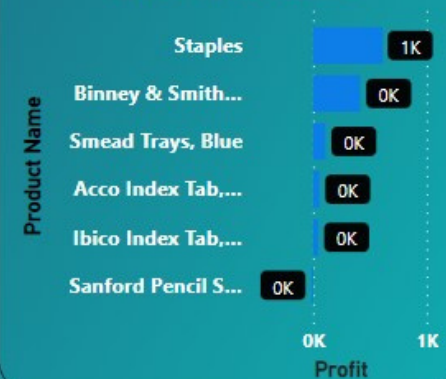 Product Name
Staples 1K
Binney & Smith... 0K
Smead Trays, Blue 0K
Acco Index Tab,... 0K
Ibico Index Tab,... 0K
Sanford Pencil S... 0K
0K 1K
Profit